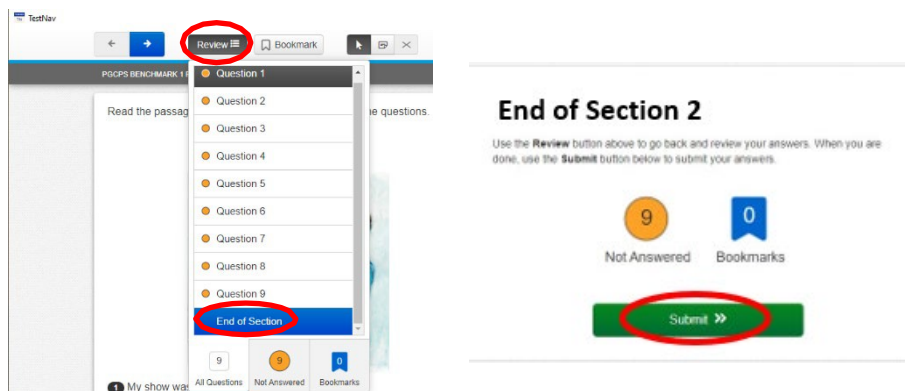 TestNav
Review
Bookmark
PGCPS BENCHMARK 1
Read the passag
e questions.
Question 1
Question 2
Question 3
Question 4
Question 5
Question 6
Question 7
Question 8
Question 9
End of Section
9
9
0
All Questions
Not Answered
Bookmarks
1 My show was
End of Section 2
Use the Review button above to go back and review your answers. When you are
done, use the Submit button below to submit your answers.
9
0
Not Answered
Bookmarks
Submit »